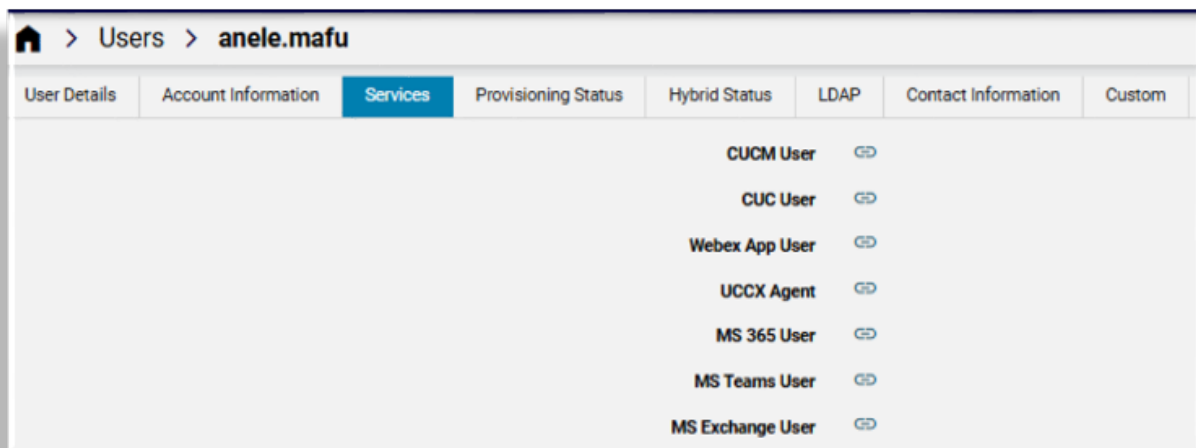 > Users > anele.mafu
User Details Account Information Services Provisioning Status Hybrid Status LDAP Contact Information Custom
CUCM User
CUC User
Webex App User
UCCX Agent
MS 365 User
MS Teams User
MS Exchange User